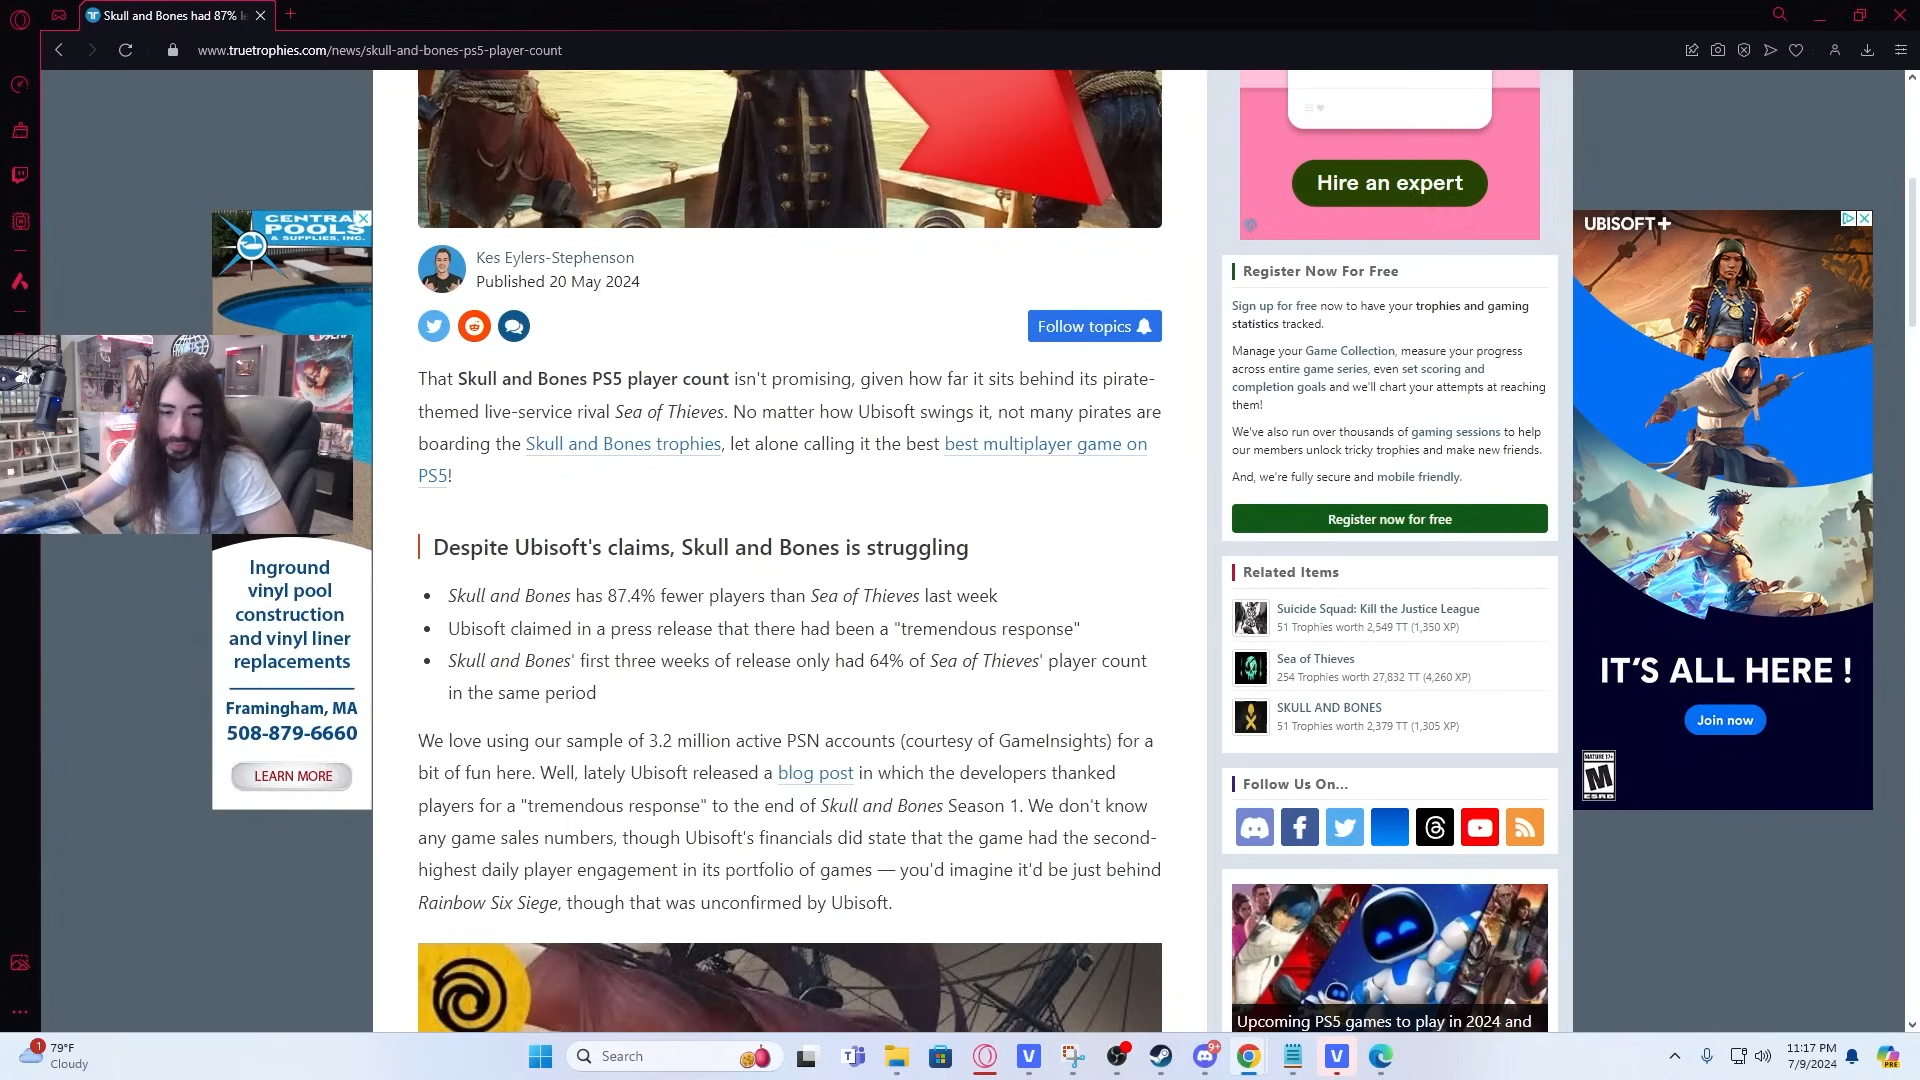 Skull and Bones had 87% le
www.truetrophies.com/news/skull-and-bones-ps5-player-count
CENTRAL
POOLS
& SUPPLIES, INC.
Inground
vinyl pool
construction
and vinyl liner
replacements
Framingham, MA
508-879-6660
LEARN MORE
Kes Eylers-Stephenson
Published 20 May 2024
Follow topics
That Skull and Bones PS5 player count isn't promising, given how far it sits behind its pirate-
themed live-service rival Sea of Thieves. No matter how Ubisoft swings it, not many pirates are
boarding the Skull and Bones trophies, let alone calling it the best best multiplayer game on
PS5!
Despite Ubisoft's claims, Skull and Bones is struggling
• Skull and Bones has 87.4% fewer players than Sea of Thieves last week
• Ubisoft claimed in a press release that there had been a "tremendous response"
• Skull and Bones' first three weeks of release only had 64% of Sea of Thieves' player count
in the same period
We love using our sample of 3.2 million active PSN accounts (courtesy of GameInsights) for a
bit of fun here. Well, lately Ubisoft released a blog post in which the developers thanked
players for a "tremendous response" to the end of Skull and Bones Season 1. We don't know
any game sales numbers, though Ubisoft's financials did state that the game had the second-
highest daily player engagement in its portfolio of games — you'd imagine it'd be just behind
Rainbow Six Siege, though that was unconfirmed by Ubisoft.
Hire an expert
Register Now For Free
Sign up for free now to have your trophies and gaming
statistics tracked.
Manage your Game Collection, measure your progress
across entire game series, even set scoring and
completion goals and we'll chart your attempts at reaching
them!
We've also run over thousands of gaming sessions to help
our members unlock tricky trophies and make new friends.
And, we're fully secure and mobile friendly.
Register now for free
Related Items
Suicide Squad: Kill the Justice League
51 Trophies worth 2,549 TT (1,350 XP)
Sea of Thieves
254 Trophies worth 27,832 TT (4,260 XP)
SKULL AND BONES
51 Trophies worth 2,379 TT (1,305 XP)
Follow Us On...
Upcoming PS5 games to play in 2024 and
UBISOFT+
IT'S ALL HERE !
Join now
MATURE 17+
M
ESRB
1
79°F
Cloudy
Search
9+
11:17 PM
7/9/2024
PRE